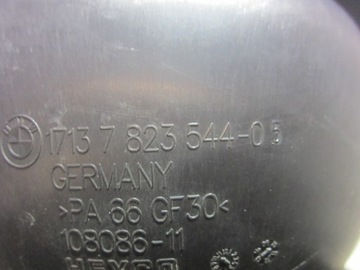 1713 7 823 544-05
GERMANY
>PA 66 GF30<
108086-11